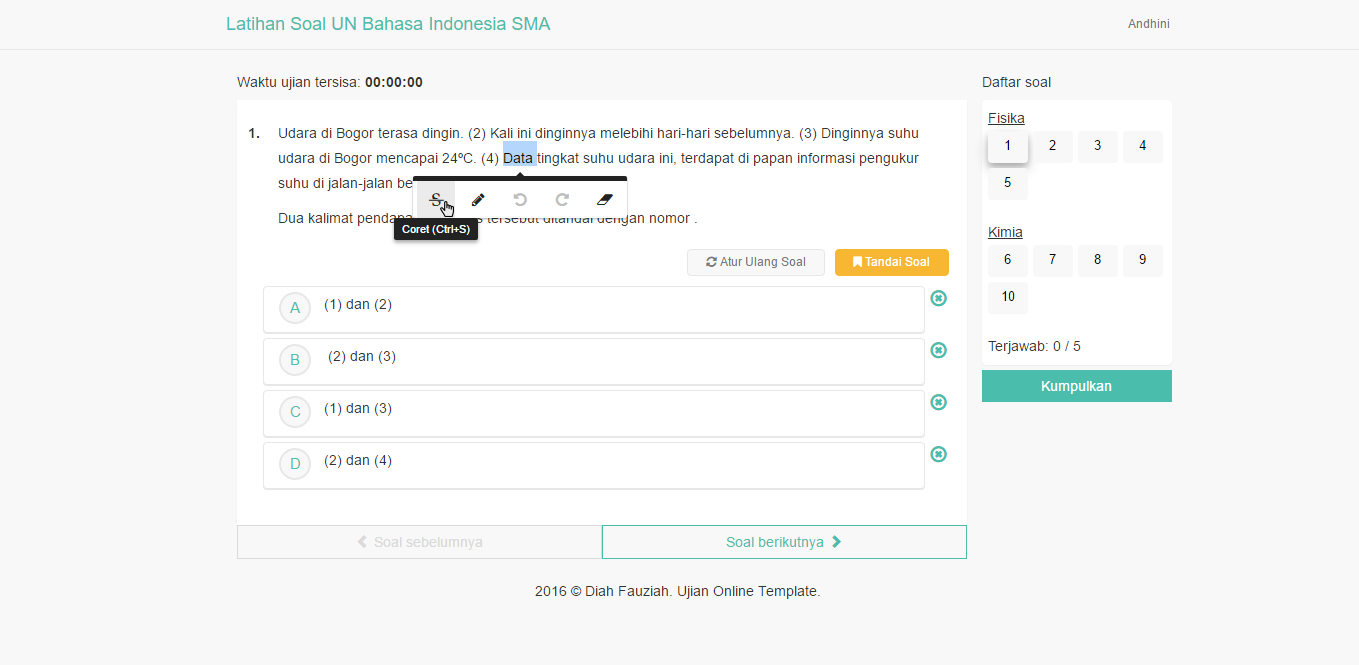 Latihan Soal UN Bahasa Indonesia SMA
Andhini
Waktu ujian tersisa: 00:00:00
1. Udara di Bogor terasa dingin. (2) Kali ini dinginnya melebihi hari-hari sebelumnya. (3) Dinginnya suhu
udara di Bogor mencapai 24ºC. (4) Data tingkat suhu udara ini, terdapat di papan informasi pengukur
suhu di jalan-jalan
Dua kalimat tersebut ditandai dengan nomor .
Coret (Ctrl+S)
Atur Ulang Soal
Tandai Soal
A (1) dan (2)
B (2) dan (3)
C (1) dan (3)
D (2) dan (4)
Soal sebelumnya
Soal berikutnya
Daftar soal
Fisika
1 2 3 4
5
Kimia
6 7 8 9
10
Terjawab: 0 / 5
Kumpulkan
2016 © Diah Fauziah. Ujian Online Template.